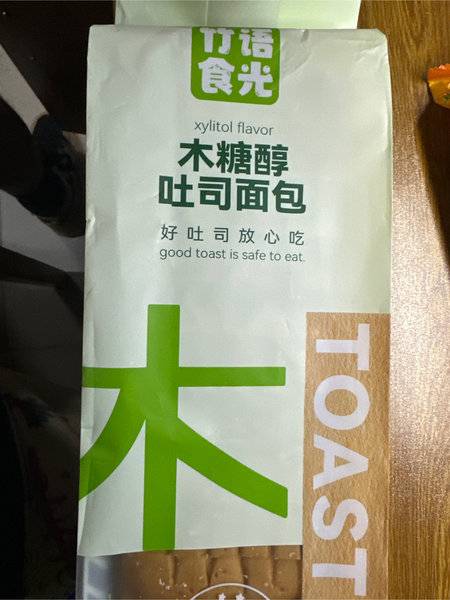 竹语
食光
xylitol flavor
木糖醇
吐司面包
好吐司放心吃
good toast is safe to eat.
木
TOAST